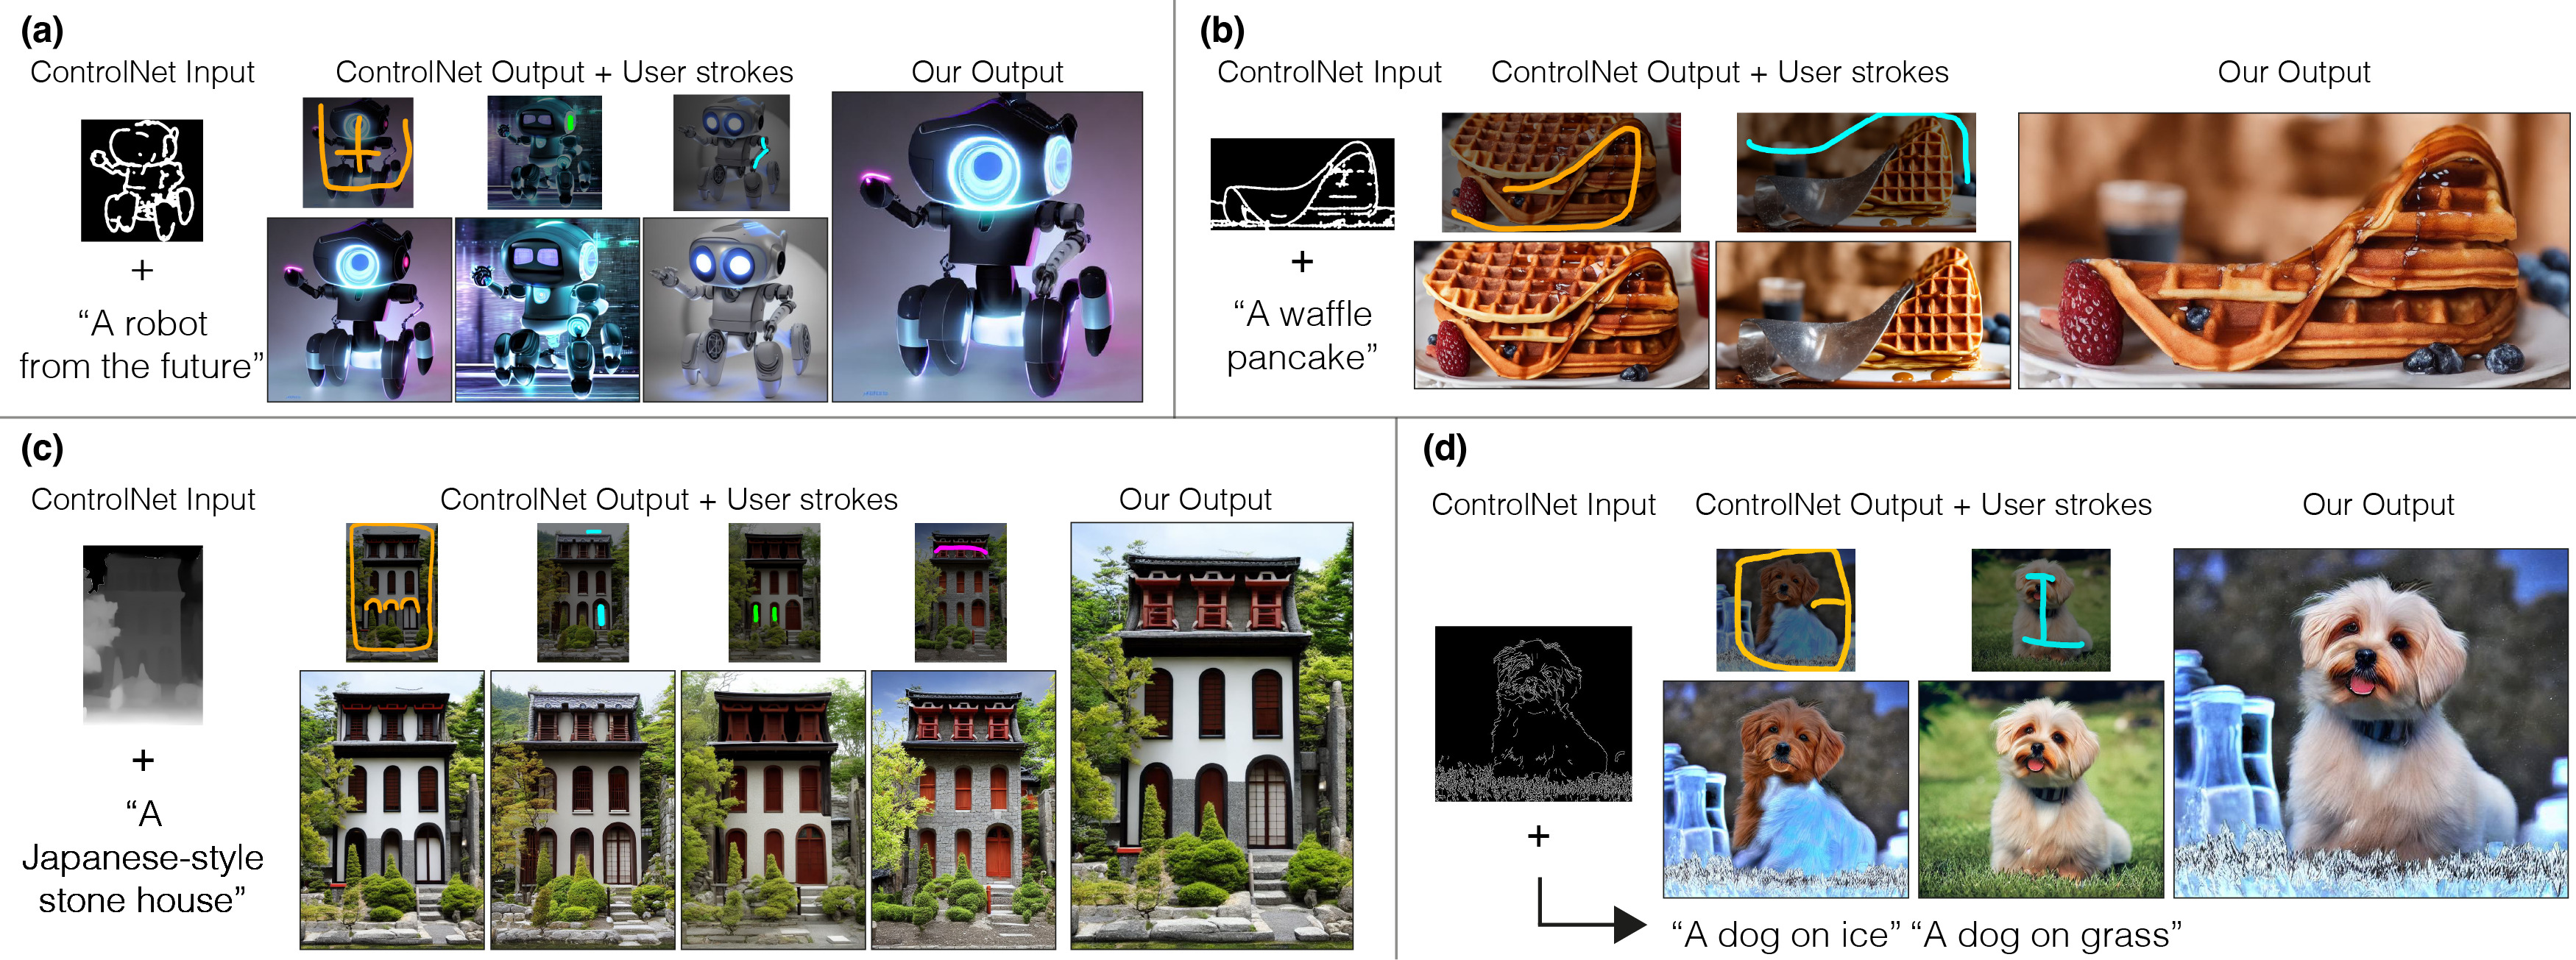 (a)
ControlNet Input
ControlNet Output + User strokes
Our Output
+
“A robot
from the future”
(b)
ControlNet Input
ControlNet Output + User strokes
Our Output
+
“A waffle
pancake”
(c)
ControlNet Input
ControlNet Output + User strokes
Our Output
+
“A
Japanese-style
stone house”
(d)
ControlNet Input
ControlNet Output + User strokes
Our Output
+
“A dog on ice” “A dog on grass”